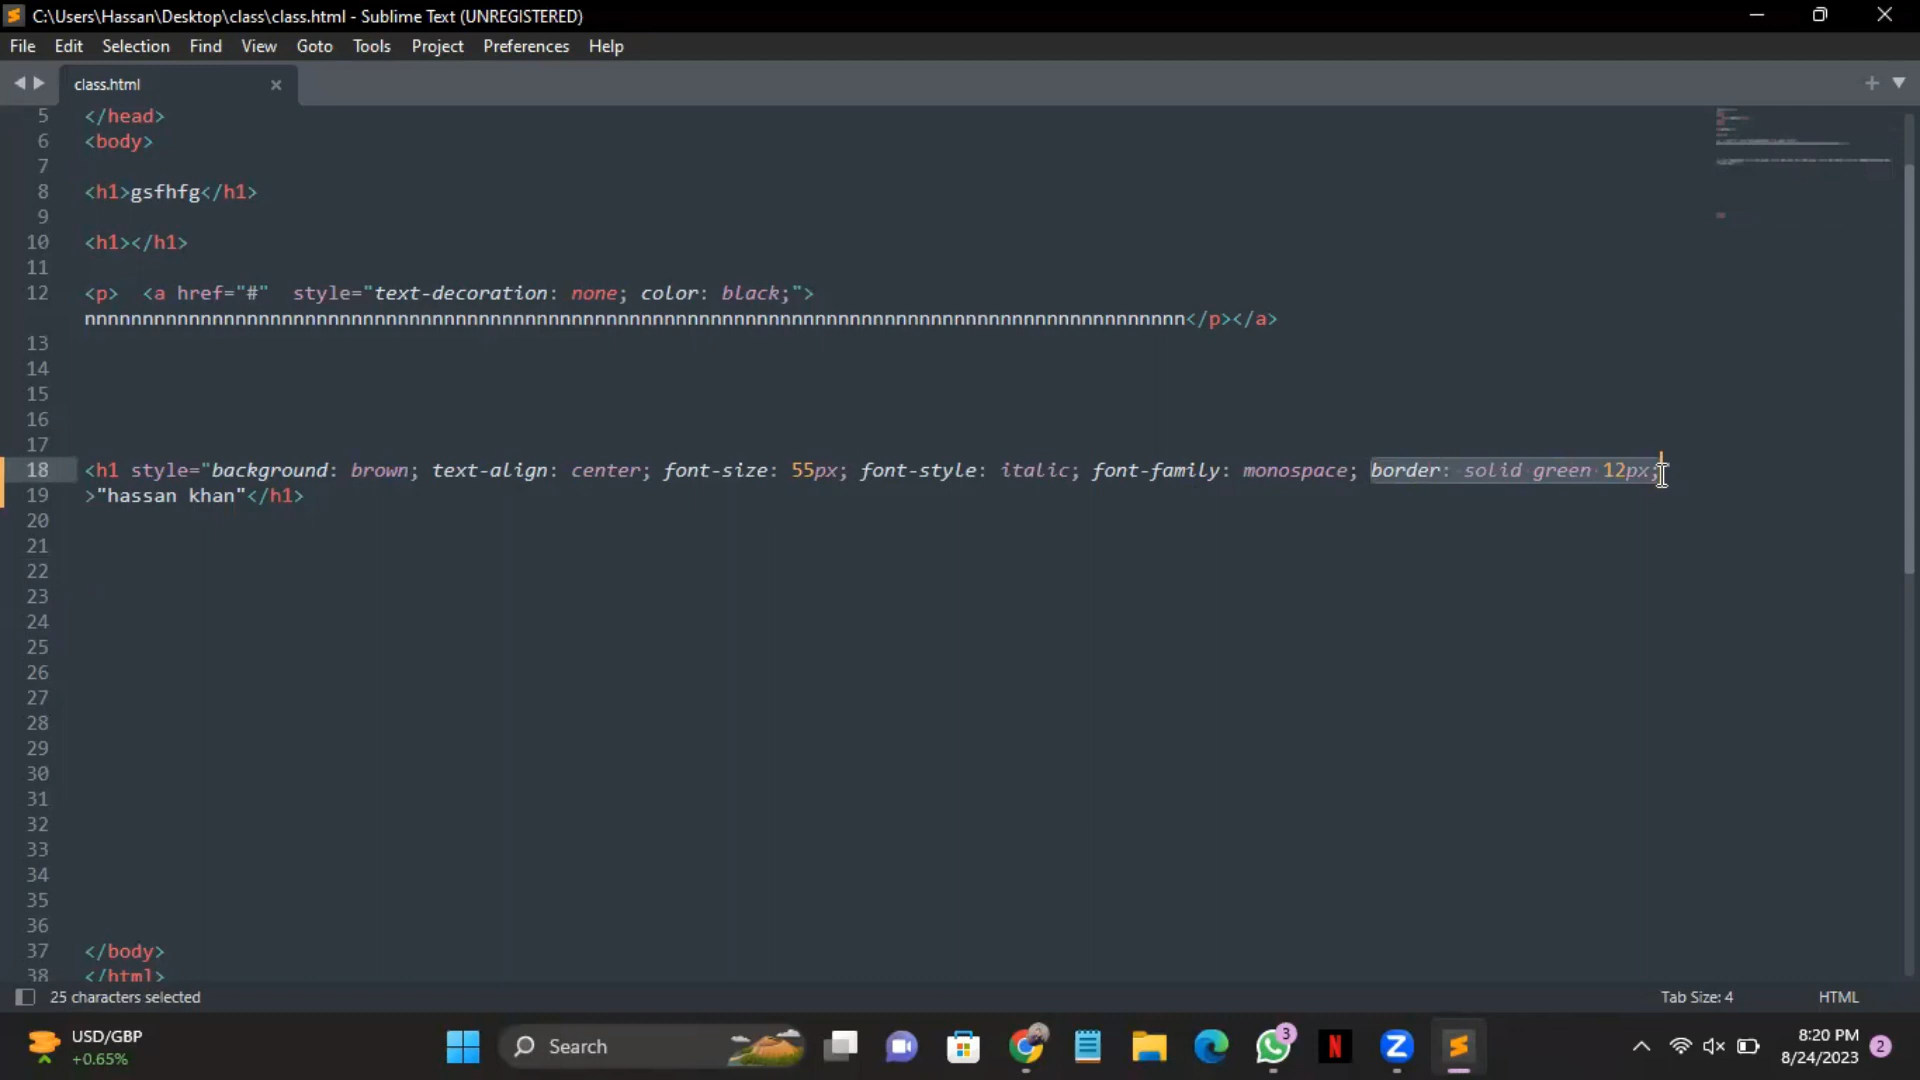 C:\Users\Hassan\Desktop\class\class.html - Sublime Text (UNREGISTERED)
File Edit Selection Find View Goto Tools Project Preferences Help
class.html
5 </head>
6 <body>
7
8 <h1>gsfhfg</h1>
9
10 <h1></h1>
11
12 <p>  <a href="#"  style="text-decoration: none; color: black;">
nnnnnnnnnnnnnnnnnnnnnnnnnnnnnnnnnnnnnnnnnnnnnnnnnnnnnnnnnnnnnnnnnnnnnnnnnnnnnnnnnnnnnnnnnnnnnnn</p></a>
13
14
15
16
17
18 <h1 style="background: brown; text-align: center; font-size: 55px; font-style: italic; font-family: monospace; border: solid green 12px;
19 >"hassan khan"</h1>
20
21
22
23
24
25
26
27
28
29
30
31
32
33
34
35
36
37 </body>
38 </html>
25 characters selected
Tab Size: 4
HTML
USD/GBP
+0.65%
Search
3
8:20 PM
8/24/2023
2